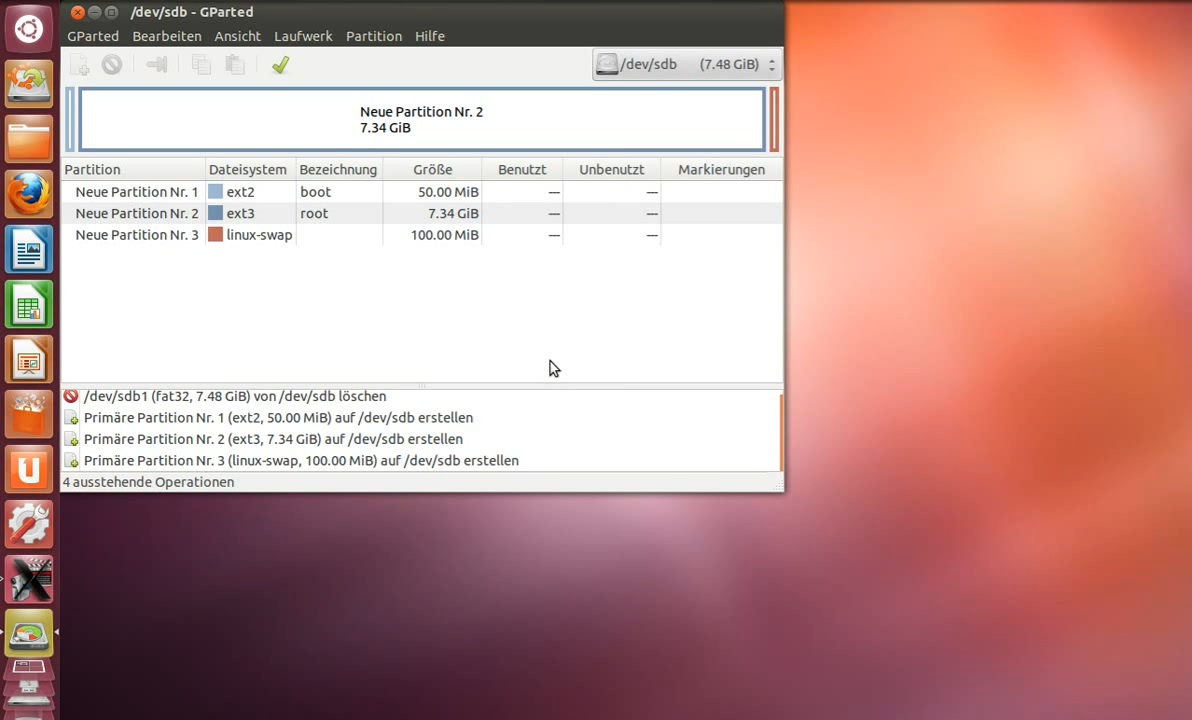 /dev/sdb - GParted
GParted Bearbeiten Ansicht Laufwerk Partition Hilfe
/dev/sdb (7.48 GiB)
Neue Partition Nr. 2
7.34 GiB
Partition Dateisystem Bezeichnung Größe Benutzt Unbenutzt Markierungen
Neue Partition Nr. 1 ext2 boot 50.00 MiB --- ---
Neue Partition Nr. 2 ext3 root 7.34 GiB --- ---
Neue Partition Nr. 3 linux-swap 100.00 MiB --- ---
/dev/sdb1 (fat32, 7.48 GiB) von /dev/sdb löschen
Primäre Partition Nr. 1 (ext2, 50.00 MiB) auf /dev/sdb erstellen
Primäre Partition Nr. 2 (ext3, 7.34 GiB) auf /dev/sdb erstellen
Primäre Partition Nr. 3 (linux-swap, 100.00 MiB) auf /dev/sdb erstellen
4 ausstehende Operationen